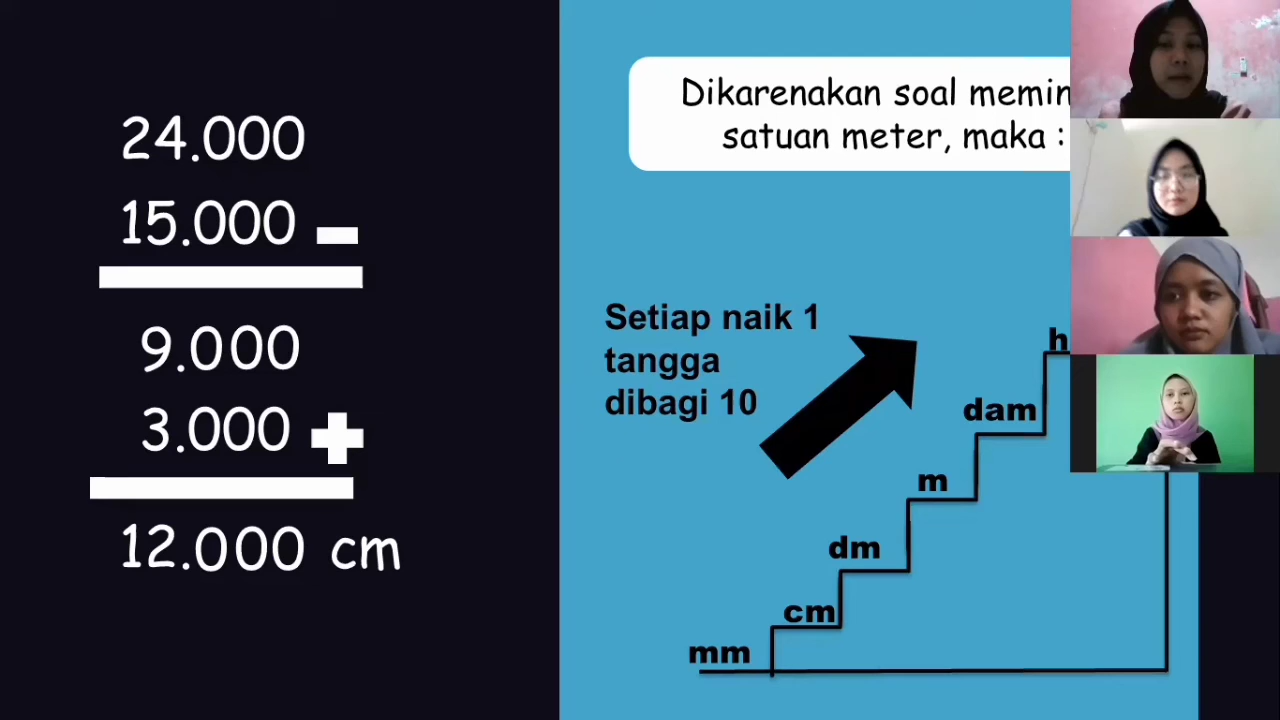 24.000
15.000 -
9.000
3.000 +
12.000 cm
Dikarenakan soal
satuan meter, maka :
Setiap naik 1
tangga
dibagi 10
h
dam
m
dm
cm
mm